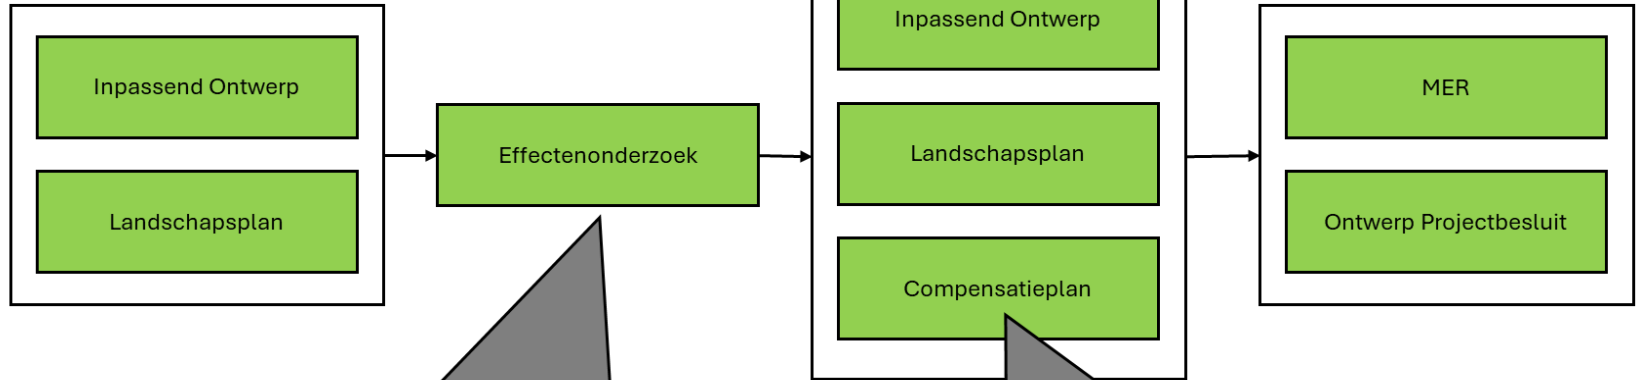 Inpassend Ontwerp
Landschapsplan
Effectenonderzoek
Inpassend Ontwerp
Landschapsplan
Compensatieplan
MER
Ontwerp Projectbesluit